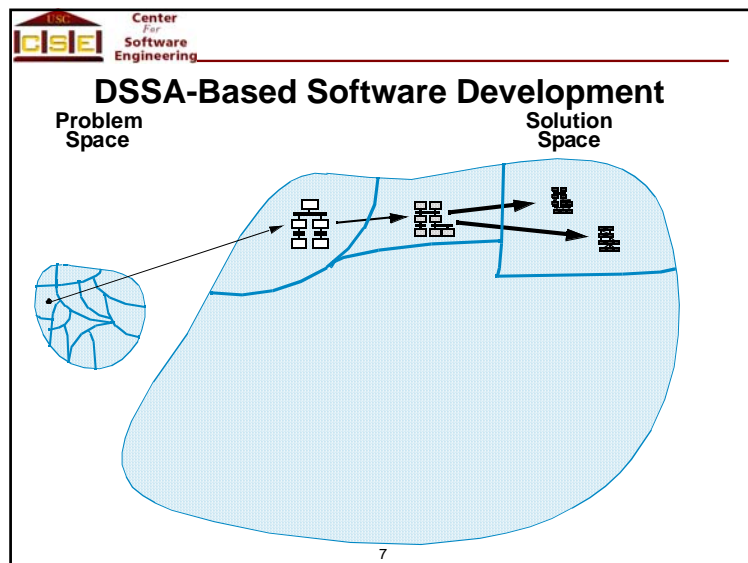 USC
CSE
Center
For
Software
Engineering
DSSA-Based Software Development
Problem
Space
Solution
Space
7